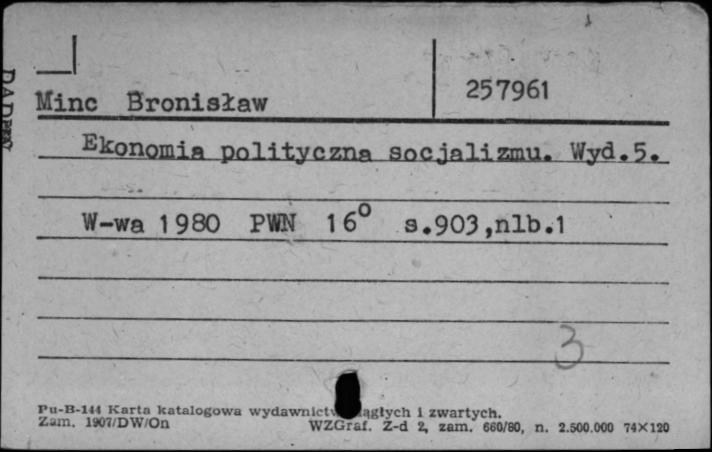 257961
Minc Bronisław
Ekonomia polityczna socjalizmu. Wyd.5.
W-wa 1980 PWN 16° s.903,nlb.1
3
Pu-B-144 Karta katalogowa wydawnictw ciągłych i zwartych.
Zam. 1907/DW/On WZGraf. Z-d 2, zam. 660/80, n. 2.500.000 74×120